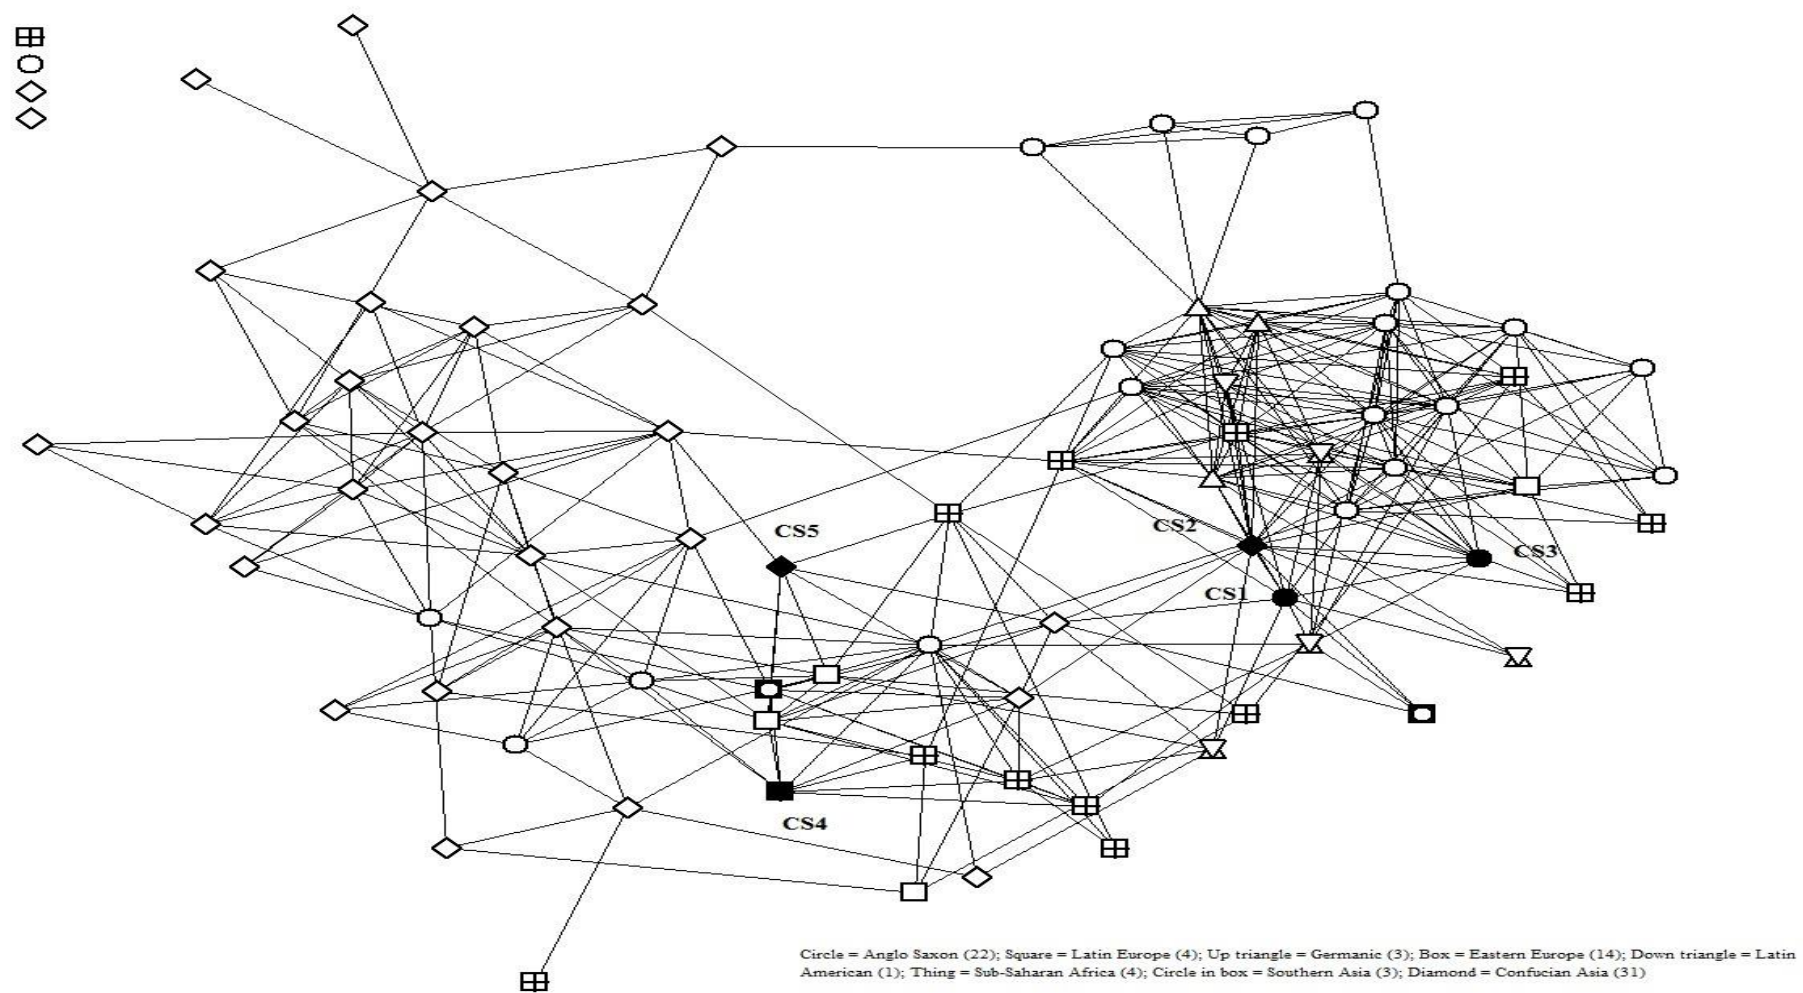 CS5
CS2
CS3
CS1
CS4
Circle = Anglo Saxon (22); Square = Latin Europe (4); Up triangle = Germanic (3); Box = Eastern Europe (14); Down triangle = Latin
American (1); Thing = Sub-Saharan Africa (4); Circle in box = Southern Asia (3); Diamond = Confucian Asia (31)